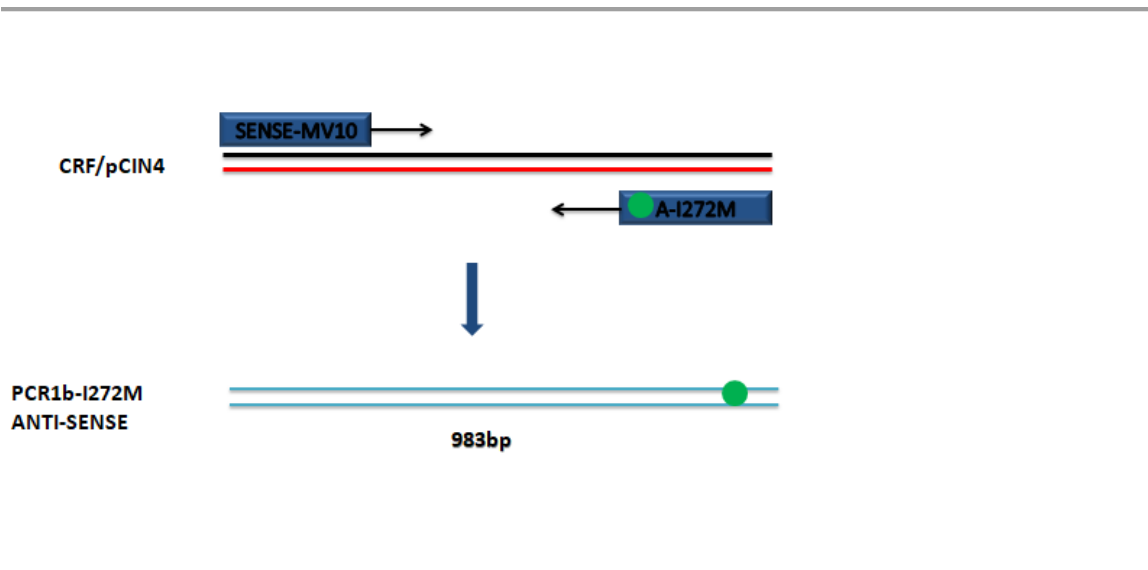 SENSE-MV10
CRF/pCIN4
A-I272M
PCR1b-I272M
ANTI-SENSE
983bp